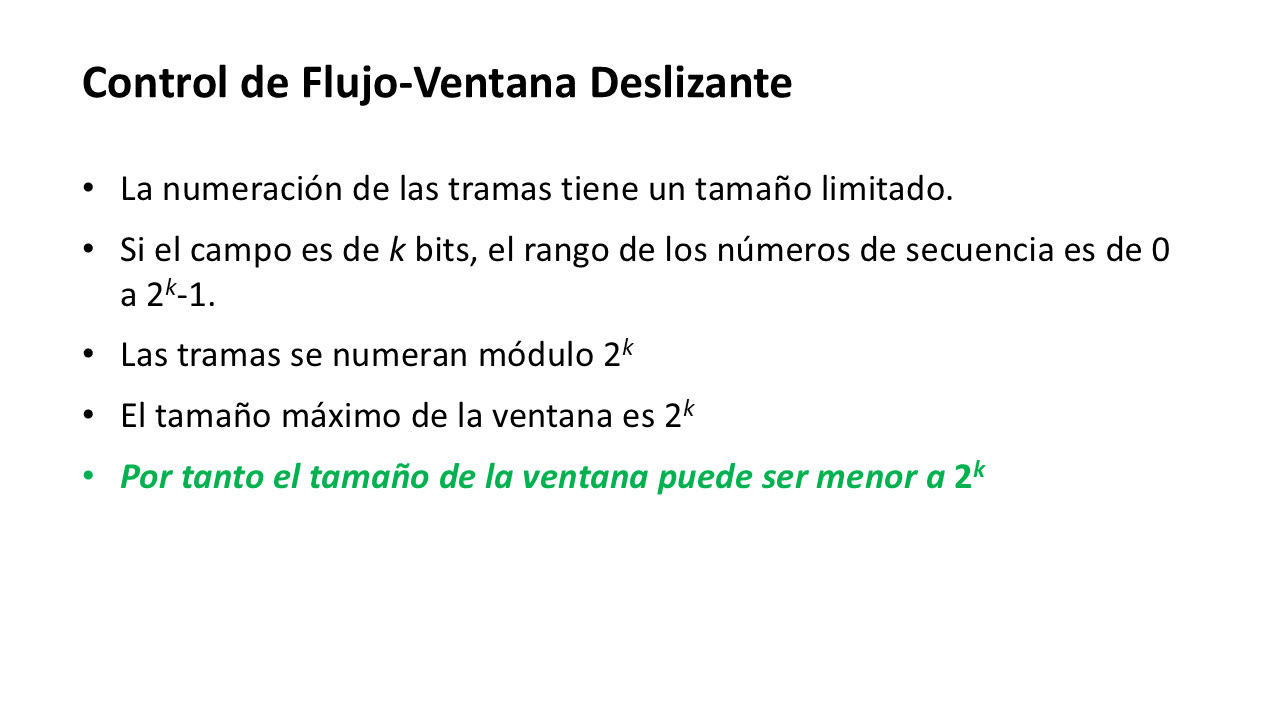 Control de Flujo-Ventana Deslizante
• La numeración de las tramas tiene un tamaño limitado.
• Si el campo es de k bits, el rango de los números de secuencia es de 0
a 2ᵏ-1.
• Las tramas se numeran módulo 2ᵏ
• El tamaño máximo de la ventana es 2ᵏ
• Por tanto el tamaño de la ventana puede ser menor a 2ᵏ